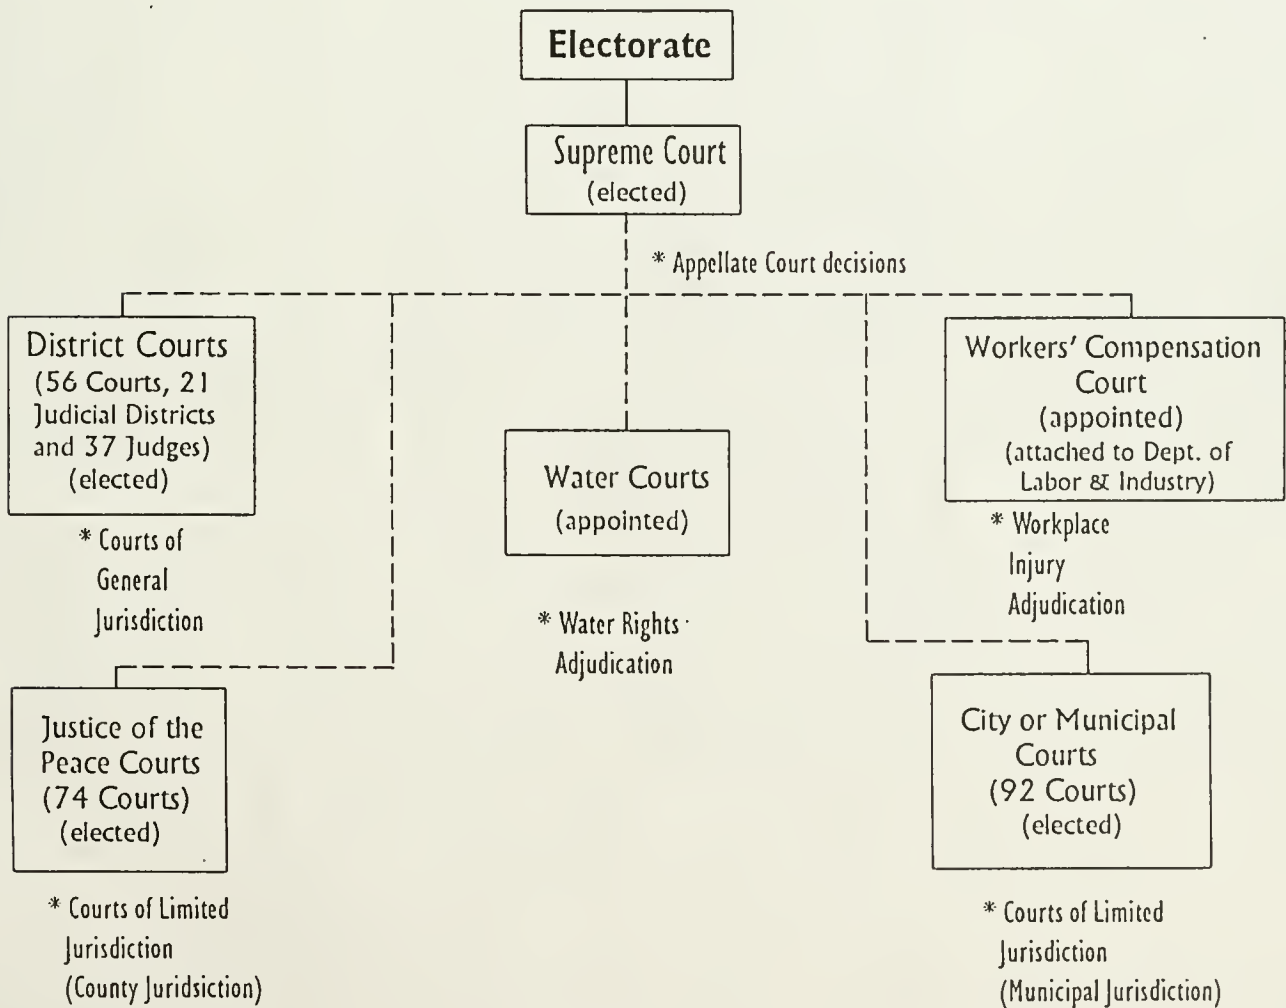 Electorate
Supreme Court
(elected)
* Appellate Court decisions
District Courts
(56 Courts, 21
Judicial Districts
and 37 Judges)
(elected)
* Courts of
General
Jurisdiction
Water Courts
(appointed)
* Water Rights
Adjudication
Workers' Compensation
Court
(appointed)
(attached to Dept. of
Labor & Industry)
* Workplace
Injury
Adjudication
Justice of the
Peace Courts
(74 Courts)
(elected)
* Courts of Limited
Jurisdiction
(County Juridsiction)
City or Municipal
Courts
(92 Courts)
(elected)
* Courts of Limited
Jurisdiction
(Municipal Jurisdiction)